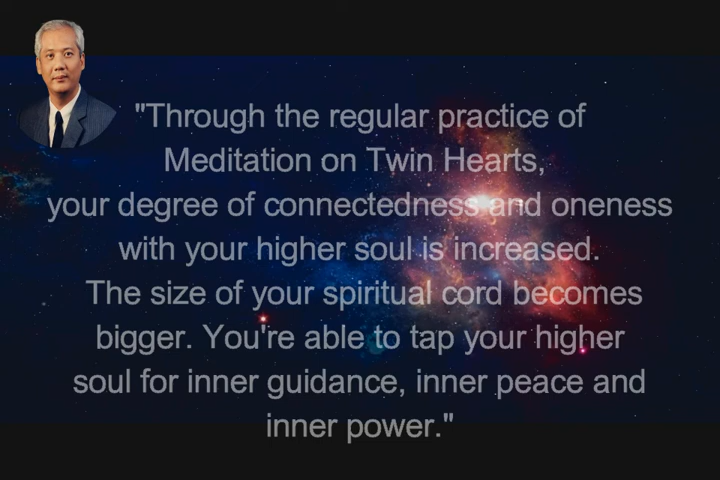 "Through the regular practice of
Meditation on Twin Hearts,
your degree of connectedness and oneness
with your higher soul is increased.
The size of your spiritual cord becomes
bigger. You're able to tap your higher
soul for inner guidance, inner peace and
inner power."